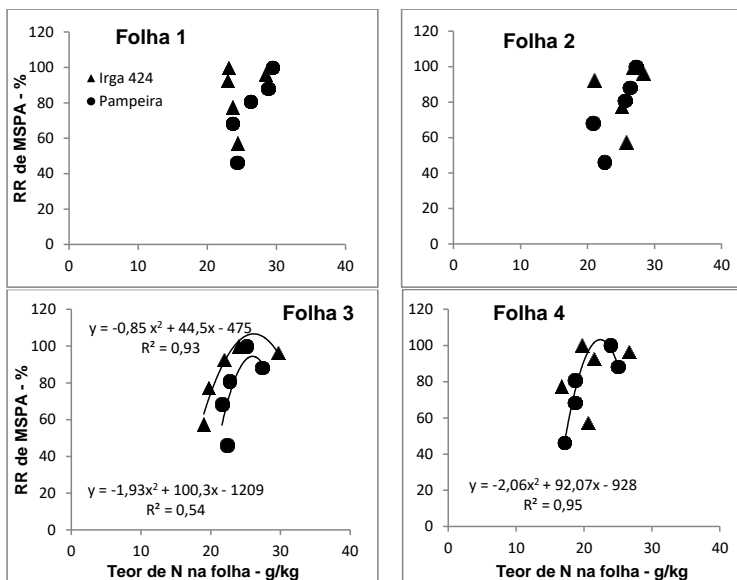 Folha 1
RR de MSPA - %
120
100
80
60
40
20
0
▲ Irga 424
● Pampeira
0 10 20 30 40
Folha 2
120
100
80
60
40
20
0
0 10 20 30 40
Folha 3
RR de MSPA - %
120
100
80
60
40
20
0
y = -0,85 x² + 44,5x - 475
R² = 0,93
y = -1,93x² + 100,3x - 1209
R² = 0,54
0 10 20 30 40
Teor de N na folha - g/kg
Folha 4
120
100
80
60
40
20
0
y = -2,06x² + 92,07x - 928
R² = 0,95
0 10 20 30 40
Teor de N na folha - g/kg